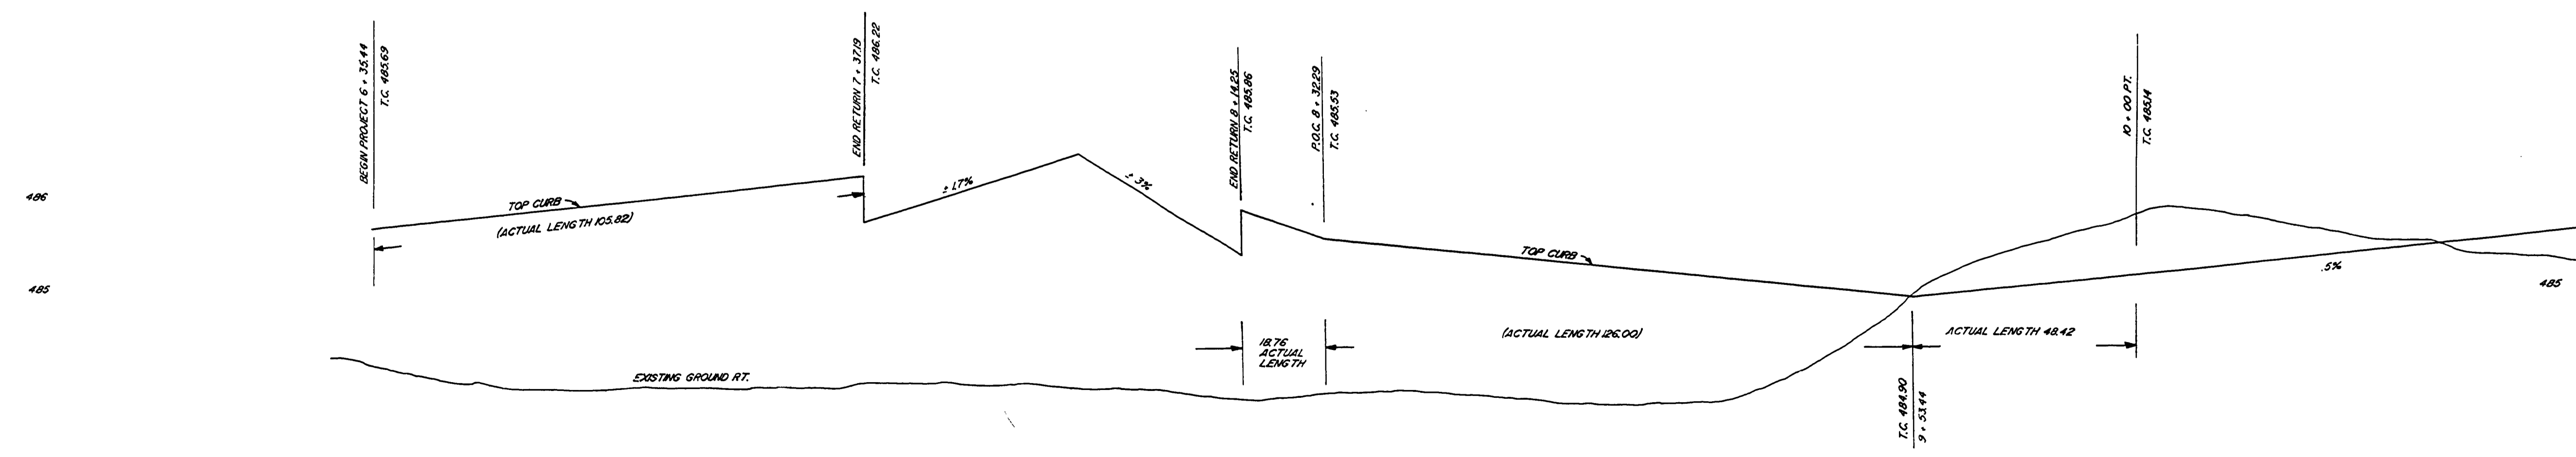 BEGIN PROJECT 6 + 35.44
T.C. 485.69
END RETURN 7 + 37.19
T.C. 486.22
END RETURN 8 + 14.25
T.C. 485.86
P.O.C. 8 + 32.29
T.C. 485.53
10 + 00 P.T.
T.C. 485.14
486
485
TOP CURB
(ACTUAL LENGTH 105.82)
± 1.7%
± 3%
TOP CURB
.5%
485
18.76
ACTUAL
LENGTH
(ACTUAL LENGTH 126.00)
ACTUAL LENGTH 48.42
EXISTING GROUND RT.
T.C. 484.90
9 + 53.44